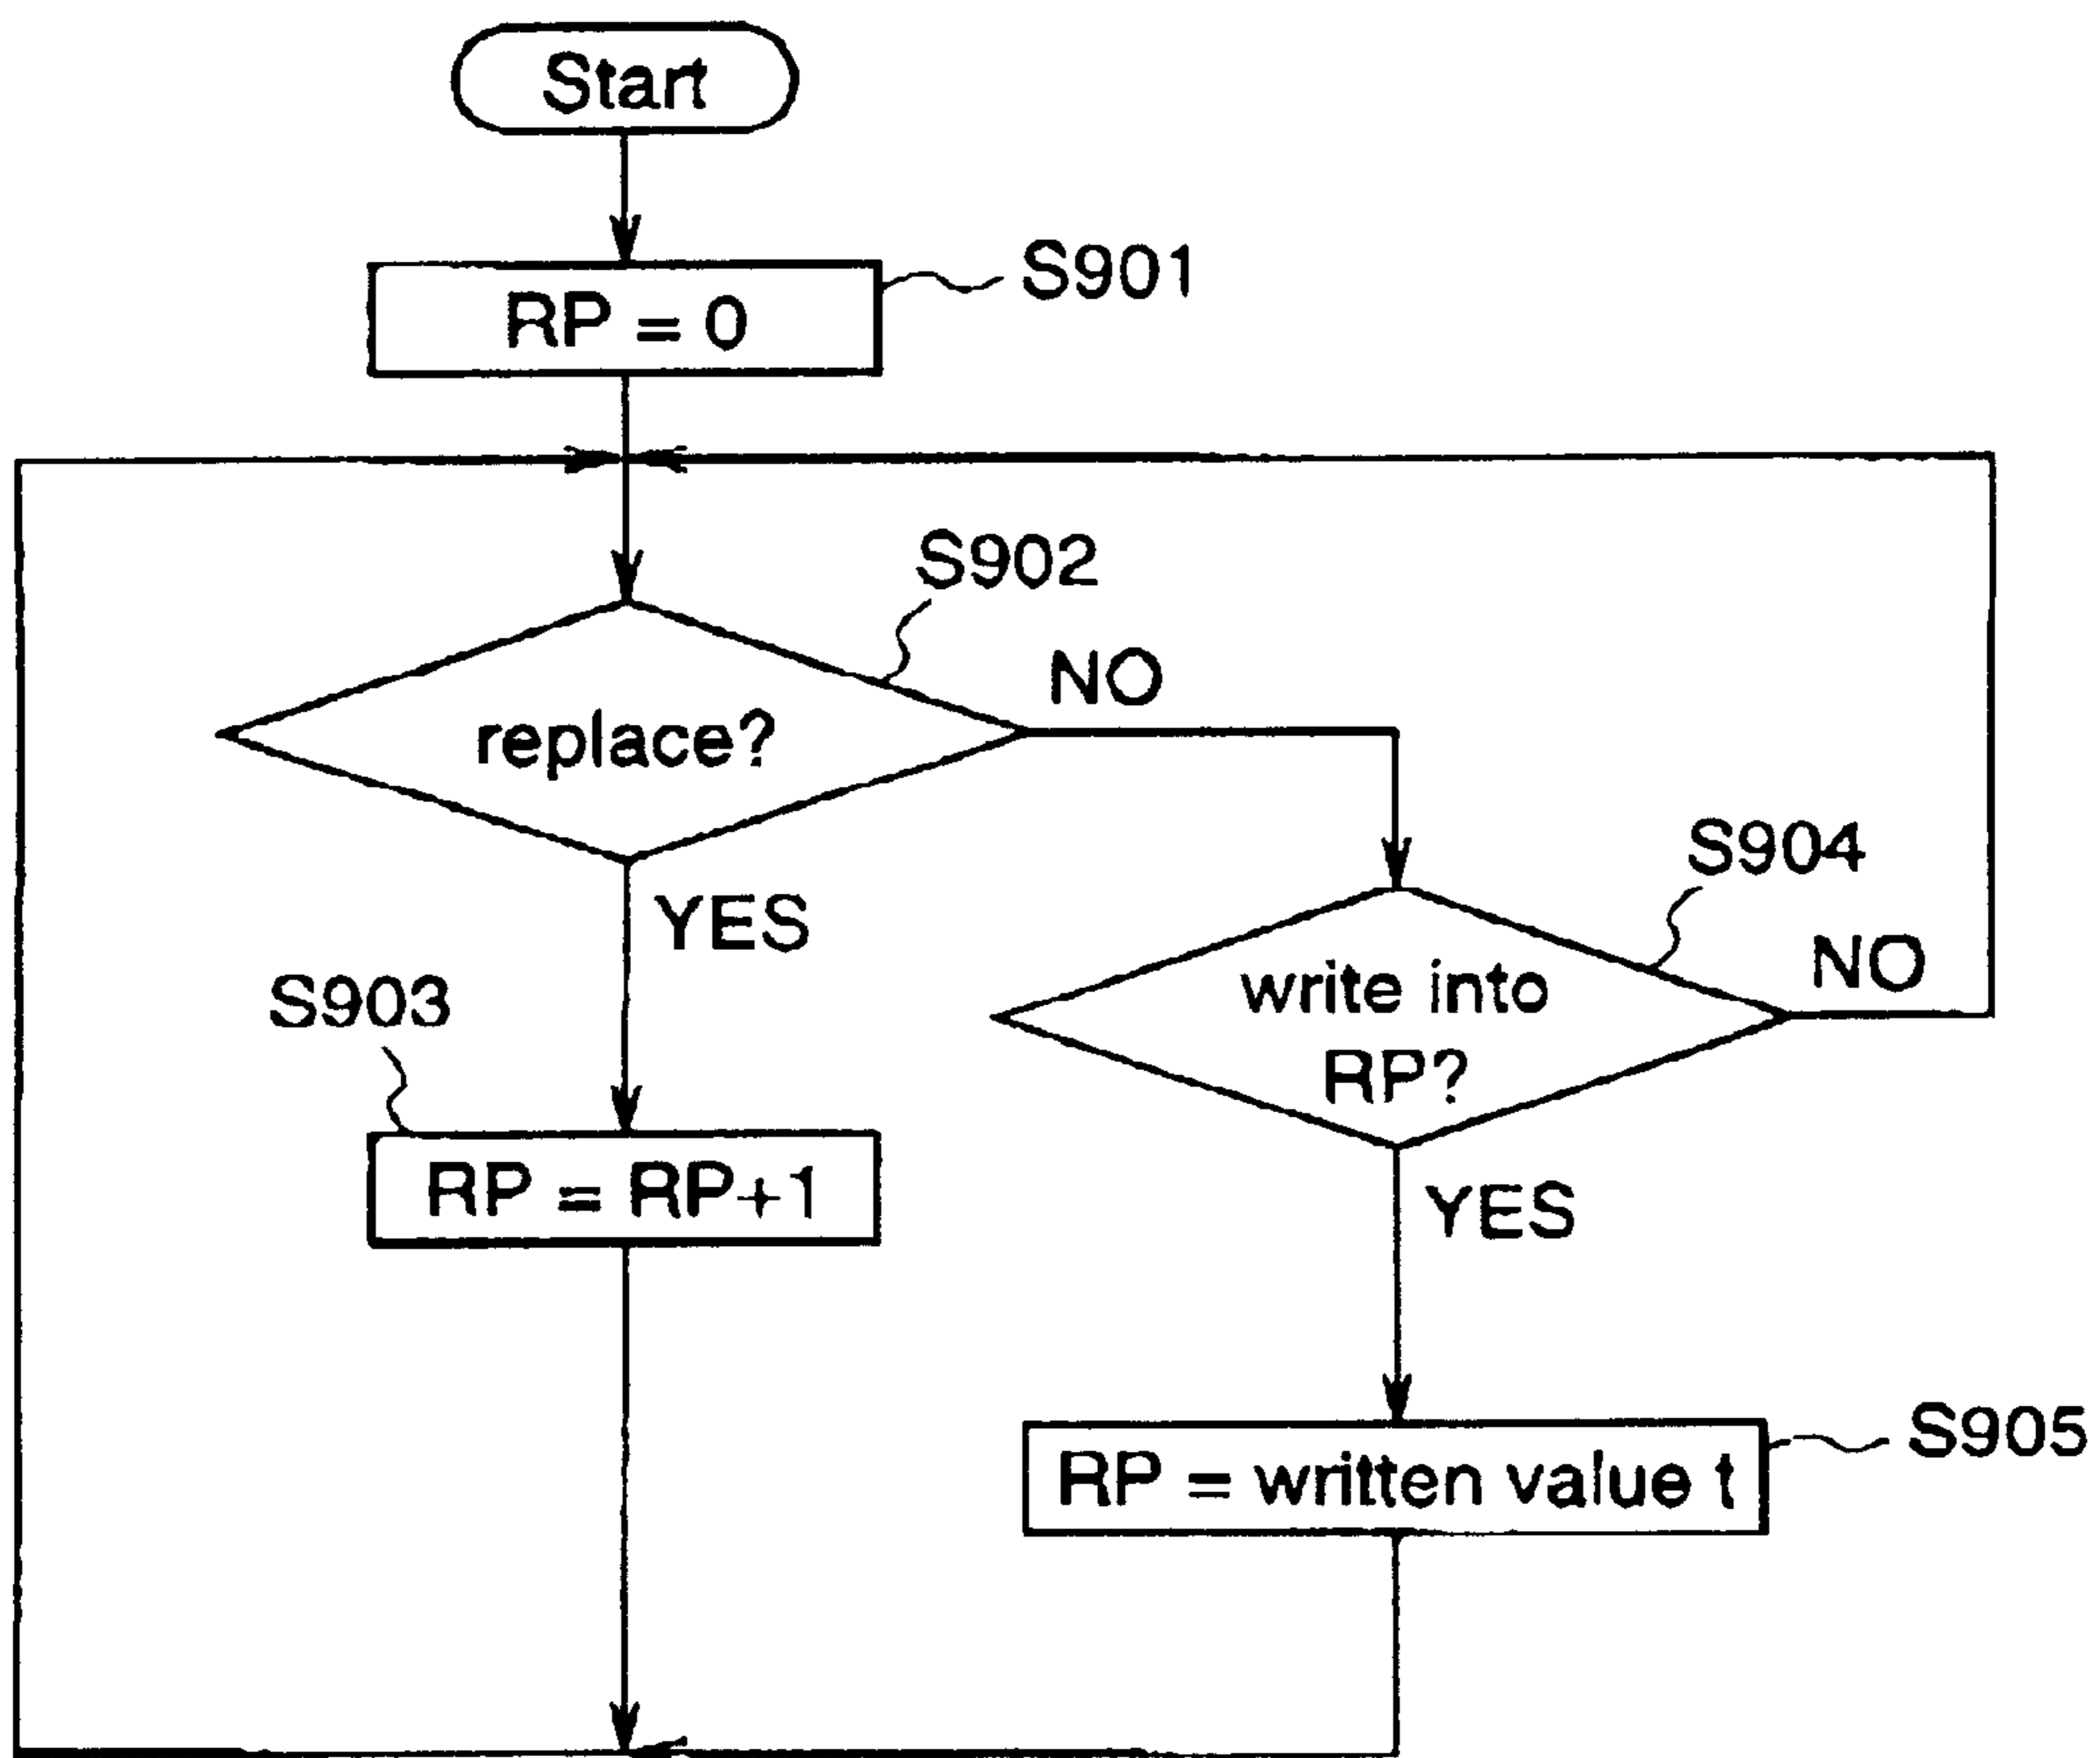 Start
RP = 0
S901
S902
replace?
NO
YES
S903
RP = RP+1
S904
write into
RP?
NO
YES
RP = written value t
S905